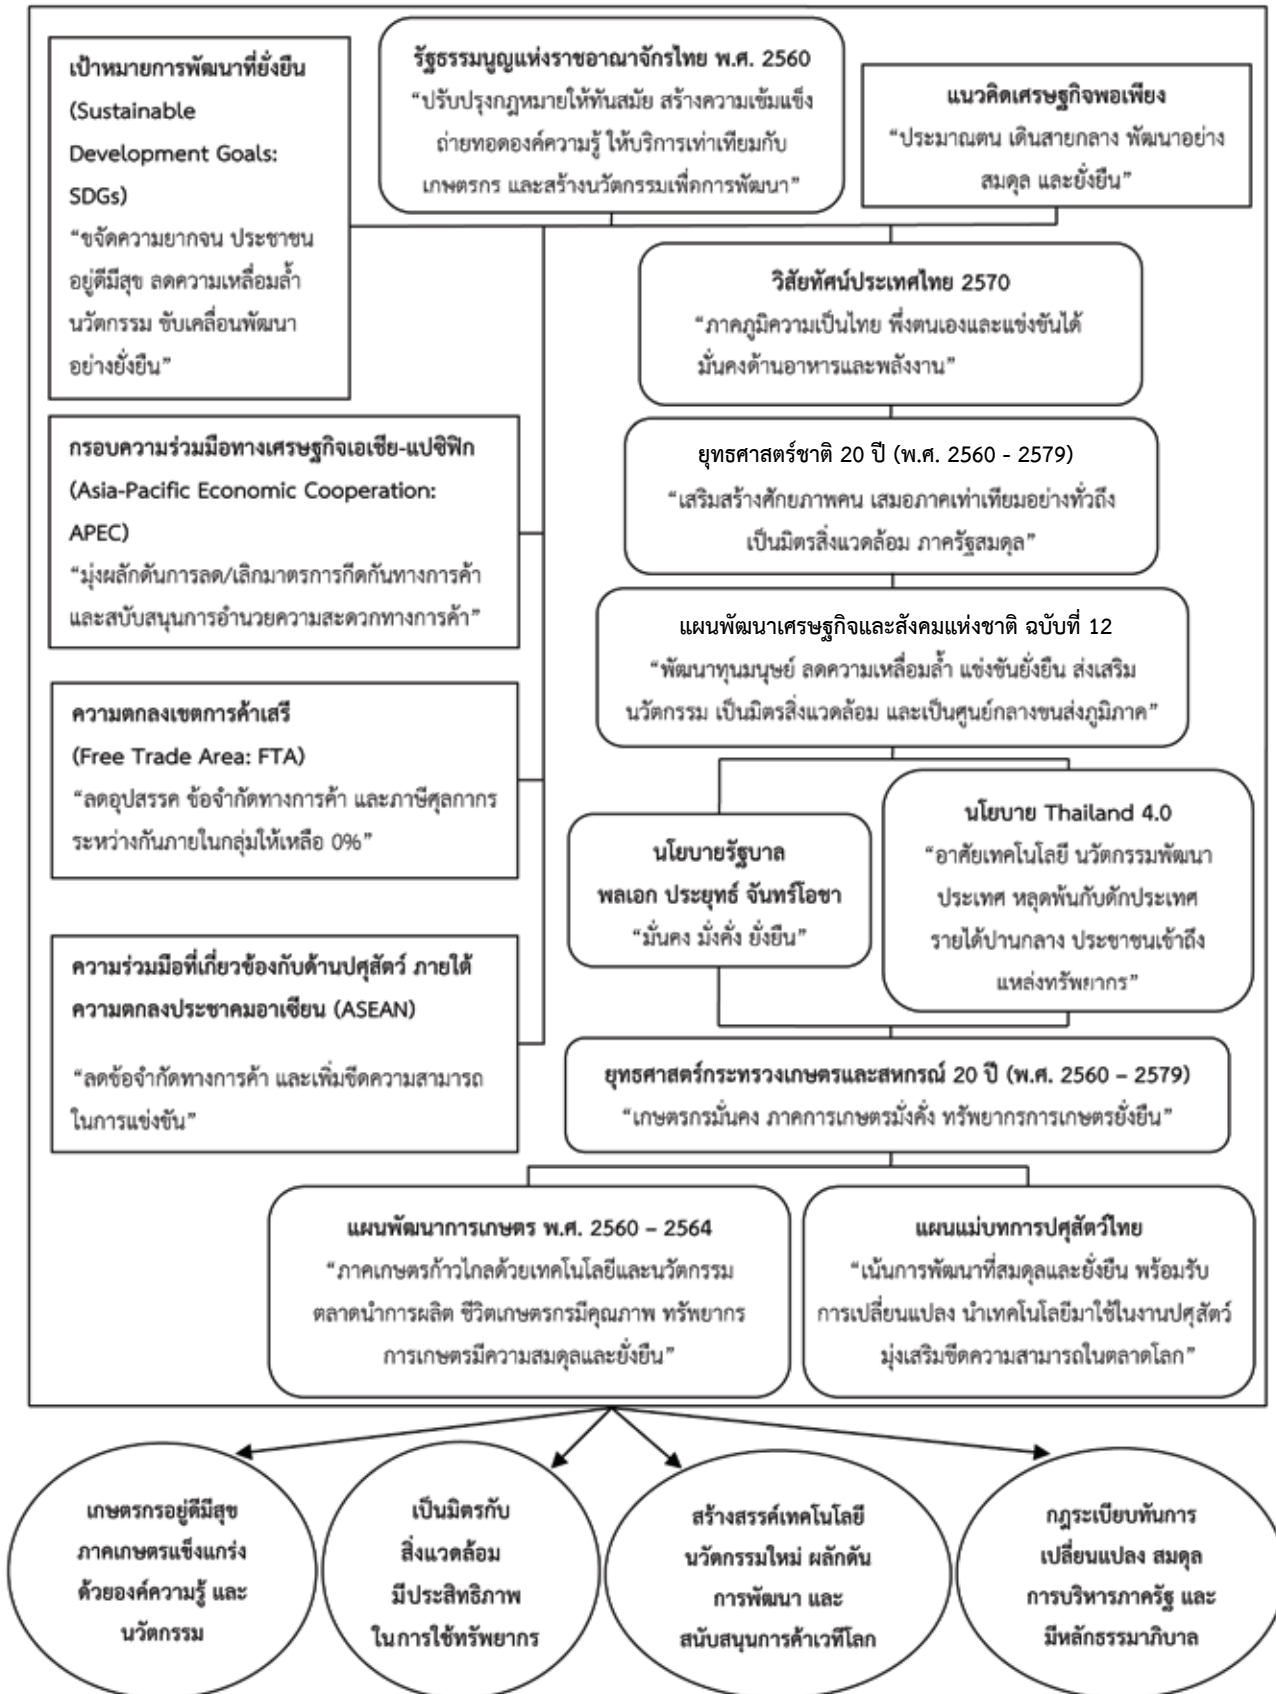 เป้าหมายการพัฒนาที่ยั่งยืน
(Sustainable
Development Goals:
SDGs)
“ขจัดความยากจน ประชาชน
อยู่ดีมีสุข ลดความเหลื่อมล้ำ
นวัตกรรม ขับเคลื่อนพัฒนา
อย่างยั่งยืน”
รัฐธรรมนูญแห่งราชอาณาจักรไทย พ.ศ. 2560
“ปรับปรุงกฎหมายให้ทันสมัย สร้างความเข้มแข็ง
ถ่ายทอดองค์ความรู้ ให้บริการเท่าเทียมกับ
เกษตรกร และสร้างนวัตกรรมเพื่อการพัฒนา”
แนวคิดเศรษฐกิจพอเพียง
“ประมาณตน เดินสายกลาง พัฒนาอย่าง
สมดุล และยั่งยืน”
วิสัยทัศน์ประเทศไทย 2570
“ภาคภูมิความเป็นไทย พึ่งตนเองและแข่งขันได้
มั่นคงด้านอาหารและพลังงาน”
กรอบความร่วมมือทางเศรษฐกิจเอเชีย-แปซิฟิก
(Asia-Pacific Economic Cooperation:
APEC)
“มุ่งผลักดันการลด/เลิกมาตรการกีดกันทางการค้า
และสบับสนุนการอำนวยความสะดวกทางการค้า”
ยุทธศาสตร์ชาติ 20 ปี (พ.ศ. 2560 - 2579)
“เสริมสร้างศักยภาพคน เสมอภาคเท่าเทียมอย่างทั่วถึง
เป็นมิตรสิ่งแวดล้อม ภาครัฐสมดุล”
แผนพัฒนาเศรษฐกิจและสังคมแห่งชาติ ฉบับที่ 12
“พัฒนาทุนมนุษย์ ลดความเหลื่อมล้ำ แข่งขันยั่งยืน ส่งเสริม
นวัตกรรม เป็นมิตรสิ่งแวดล้อม และเป็นศูนย์กลางขนส่งภูมิภาค”
ความตกลงเขตการค้าเสรี
(Free Trade Area: FTA)
“ลดอุปสรรค ข้อจำกัดทางการค้า และภาษีศุลกากร
ระหว่างกันภายในกลุ่มให้เหลือ 0%”
นโยบายรัฐบาล
พลเอก ประยุทธ์ จันทร์โอชา
“มั่นคง มั่งคั่ง ยั่งยืน”
นโยบาย Thailand 4.0
“อาศัยเทคโนโลยี นวัตกรรมพัฒนา
ประเทศ หลุดพ้นกับดักประเทศ
รายได้ปานกลาง ประชาชนเข้าถึง
แหล่งทรัพยากร”
ความร่วมมือที่เกี่ยวข้องกับด้านปศุสัตว์ ภายใต้
ความตกลงประชาคมอาเซียน (ASEAN)
“ลดข้อจำกัดทางการค้า และเพิ่มขีดความสามารถ
ในการแข่งขัน”
ยุทธศาสตร์กระทรวงเกษตรและสหกรณ์ 20 ปี (พ.ศ. 2560 – 2579)
“เกษตรกรมั่นคง ภาคการเกษตรมั่งคั่ง ทรัพยากรการเกษตรยั่งยืน”
แผนพัฒนาการเกษตร พ.ศ. 2560 – 2564
“ภาคเกษตรก้าวไกลด้วยเทคโนโลยีและนวัตกรรม
ตลาดนำการผลิต ชีวิตเกษตรกรมีคุณภาพ ทรัพยากร
การเกษตรมีความสมดุลและยั่งยืน”
แผนแม่บทการปศุสัตว์ไทย
“เน้นการพัฒนาที่สมดุลและยั่งยืน พร้อมรับ
การเปลี่ยนแปลง นำเทคโนโลยีมาใช้ในงานปศุสัตว์
มุ่งเสริมขีดความสามารถในตลาดโลก”
เกษตรกรอยู่ดีมีสุข
ภาคเกษตรแข็งแกร่ง
ด้วยองค์ความรู้ และ
นวัตกรรม
เป็นมิตรกับ
สิ่งแวดล้อม
มีประสิทธิภาพ
ในการใช้ทรัพยากร
สร้างสรรค์เทคโนโลยี
นวัตกรรมใหม่ ผลักดัน
การพัฒนา และ
สนับสนุนการค้าเวทีโลก
กฎระเบียบทันการ
เปลี่ยนแปลง สมดุล
การบริหารภาครัฐ และ
มีหลักธรรมาภิบาล